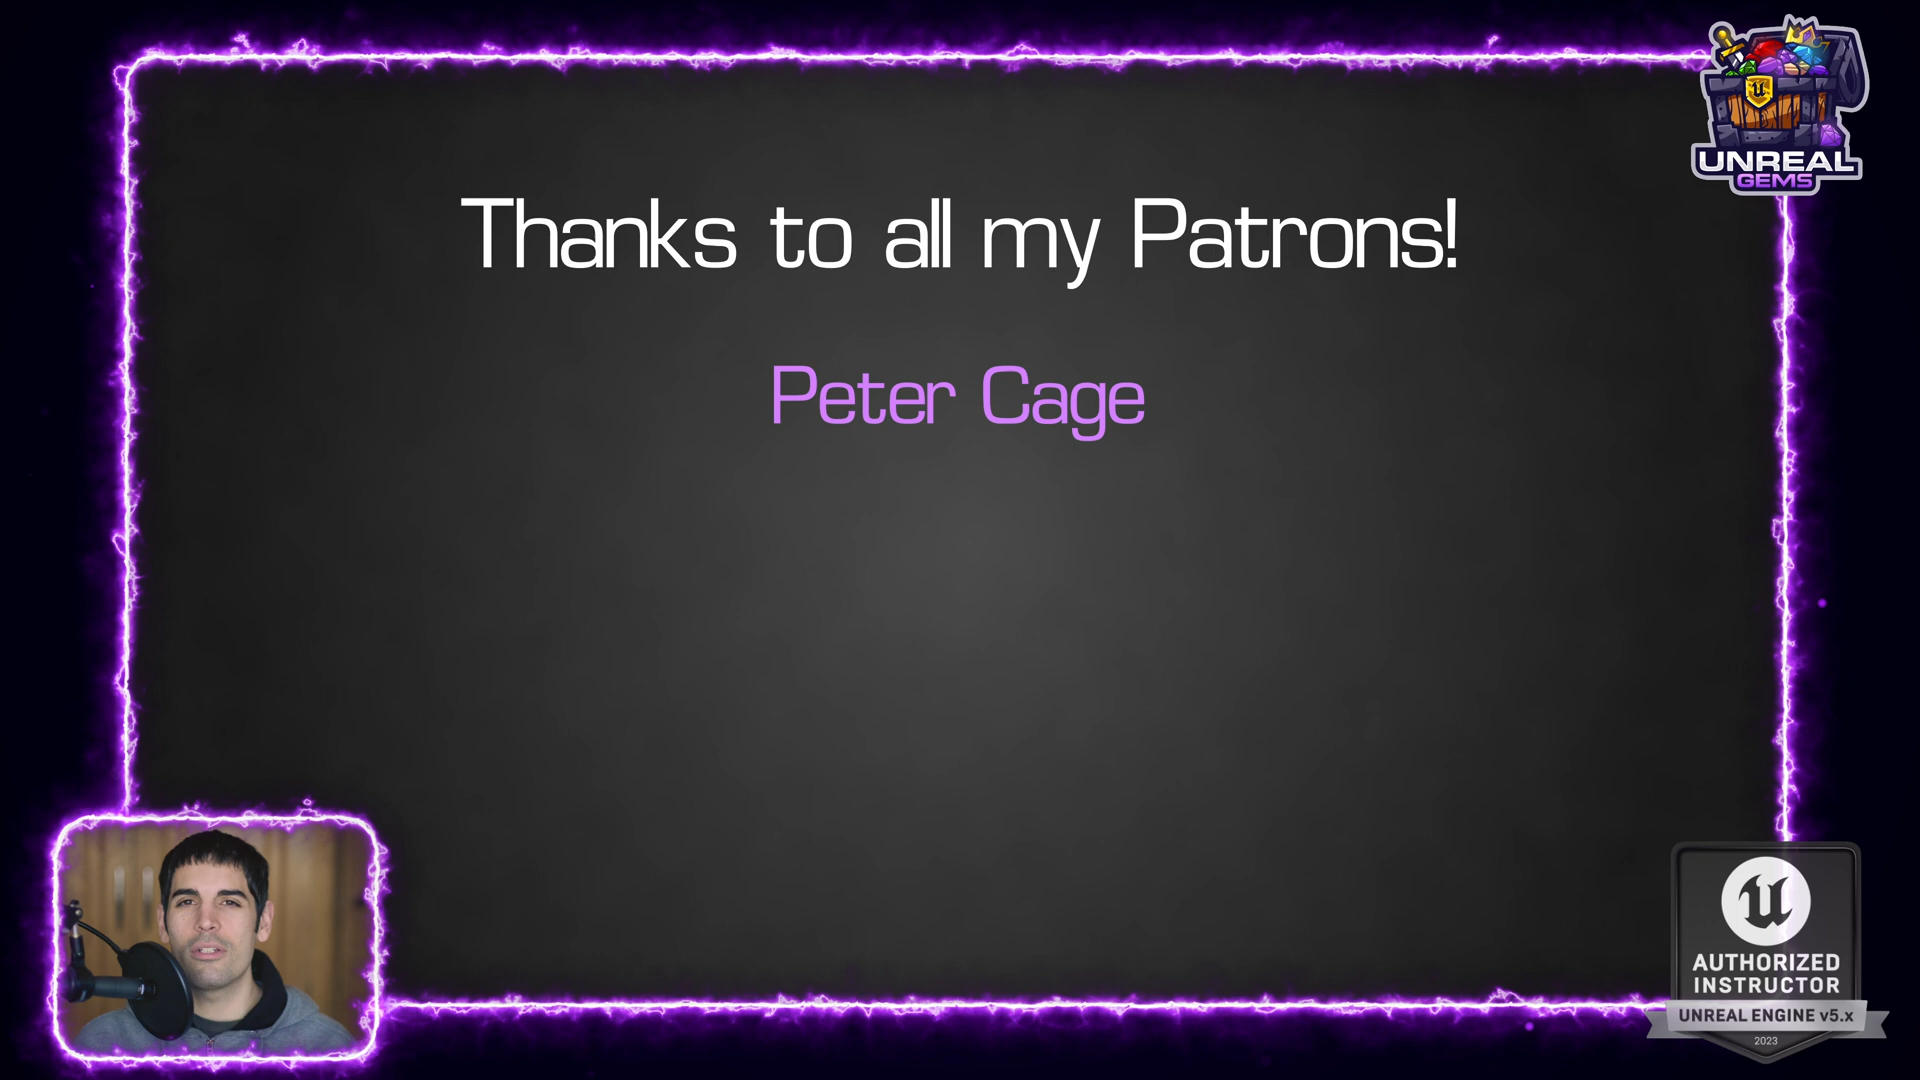 UNREAL
GEMS
Thanks to all my Patrons!
Peter Cage
AUTHORIZED
INSTRUCTOR
UNREAL ENGINE v5.x
2023